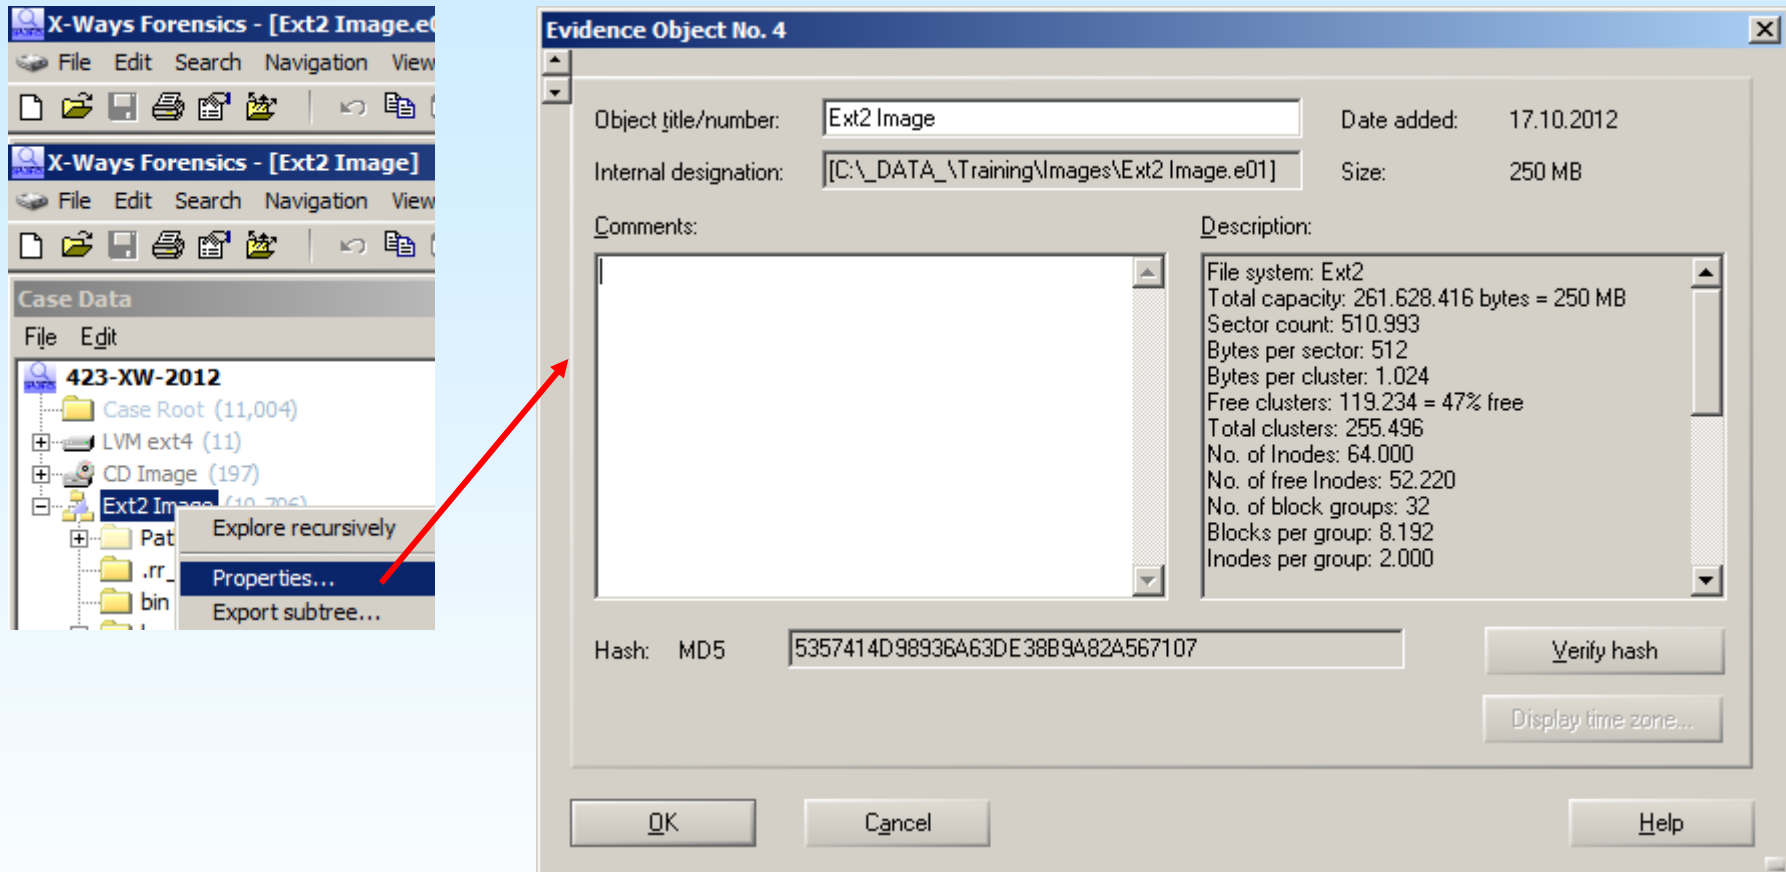 X-Ways Forensics - [Ext2 Image.e
File Edit Search Navigation View
X-Ways Forensics - [Ext2 Image]
File Edit Search Navigation View
Case Data
File Edit
423-XW-2012
Case Root (11,004)
LVM ext4 (11)
CD Image (197)
Ext2 Image (10,796)
Explore recursively
Pat
.rr_
Properties...
bin
Export subtree...
Evidence Object No. 4
Object title/number: Ext2 Image Date added: 17.10.2012
Internal designation: [C:\_DATA_\Training\Images\Ext2 Image.e01] Size: 250 MB
Comments: Description:
File system: Ext2
Total capacity: 261.628.416 bytes = 250 MB
Sector count: 510.993
Bytes per sector: 512
Bytes per cluster: 1.024
Free clusters: 119.234 = 47% free
Total clusters: 255.496
No. of Inodes: 64.000
No. of free Inodes: 52.220
No. of block groups: 32
Blocks per group: 8.192
Inodes per group: 2.000
Hash: MD5 5357414D98936A63DE38B9A82A567107 Verify hash
Display time zone...
OK Cancel Help